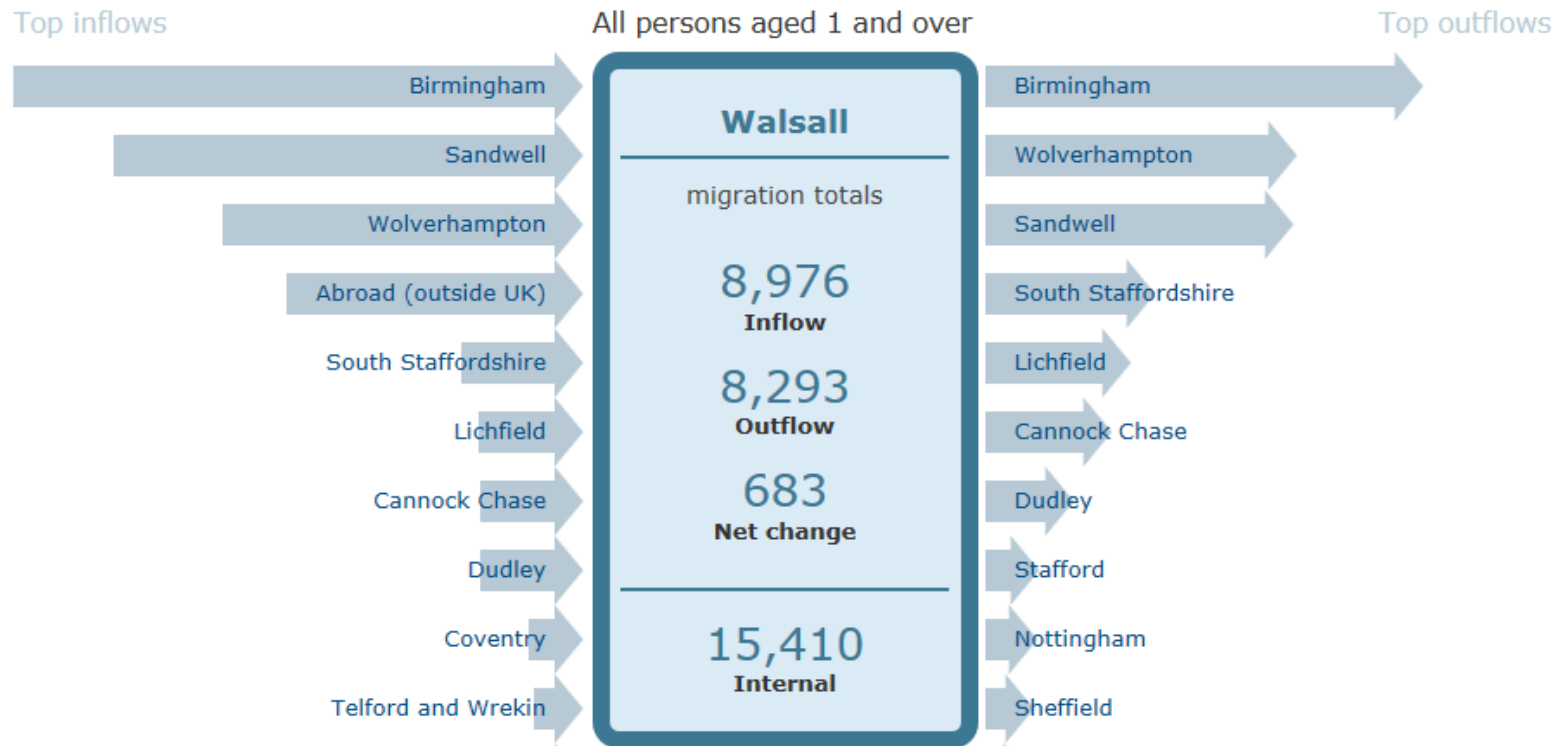 Top inflows
All persons aged 1 and over
Top outflows
Birmingham
Sandwell
Wolverhampton
Abroad (outside UK)
South Staffordshire
Lichfield
Cannock Chase
Dudley
Coventry
Telford and Wrekin
Walsall
migration totals
8,976
Inflow
8,293
Outflow
683
Net change
15,410
Internal
Birmingham
Wolverhampton
Sandwell
South Staffordshire
Lichfield
Cannock Chase
Dudley
Stafford
Nottingham
Sheffield